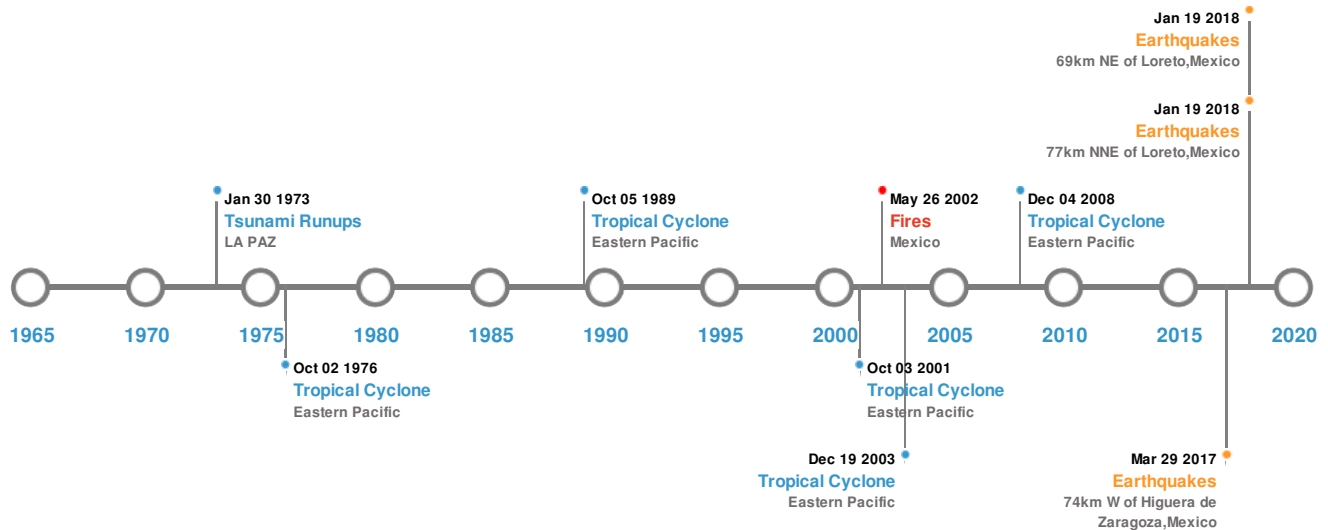 Jan 19 2018
Earthquakes
69km NE of Loreto,Mexico
Jan 19 2018
Earthquakes
77km NNE of Loreto,Mexico
Jan 30 1973
Tsunami Runups
LA PAZ
Oct 05 1989
Tropical Cyclone
Eastern Pacific
May 26 2002
Fires
Mexico
Dec 04 2008
Tropical Cyclone
Eastern Pacific
1965 1970 1975 1980 1985 1990 1995 2000 2005 2010 2015 2020
Oct 02 1976
Tropical Cyclone
Eastern Pacific
Oct 03 2001
Tropical Cyclone
Eastern Pacific
Dec 19 2003
Tropical Cyclone
Eastern Pacific
Mar 29 2017
Earthquakes
74km W of Higuera de
Zaragoza,Mexico